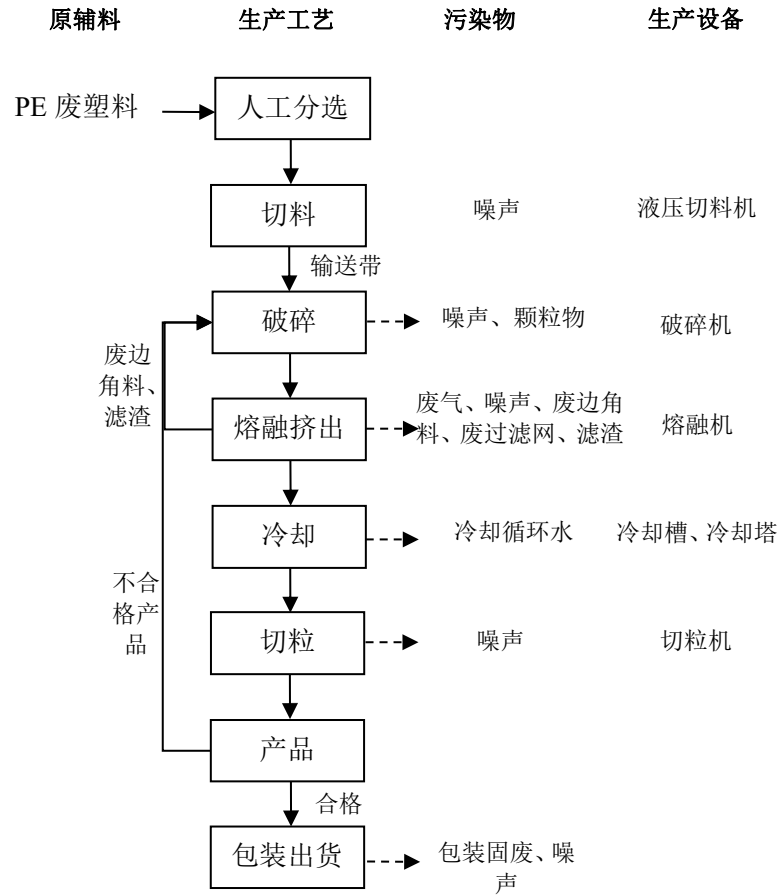 原辅料 生产工艺 污染物 生产设备
PE 废塑料 人工分选
切料 噪声 液压切料机
输送带
破碎 噪声、颗粒物 破碎机
废边
角料、
滤渣
熔融挤出 废气、噪声、废边角
料、废过滤网、滤渣 熔融机
冷却 冷却循环水 冷却槽、冷却塔
不合
格产
品
切粒 噪声 切粒机
产品
合格
包装出货 包装固废、噪
声